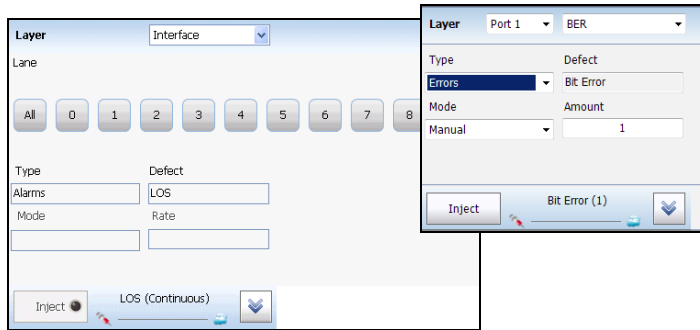 Layer Interface
Lane
All 0 1 2 3 4 5 6 7 8
Type Defect
Alarms LOS
Mode Rate
Inject LOS (Continuous)
Layer Port 1 BER
Type Defect
Errors Bit Error
Mode Amount
Manual 1
Inject Bit Error (1)